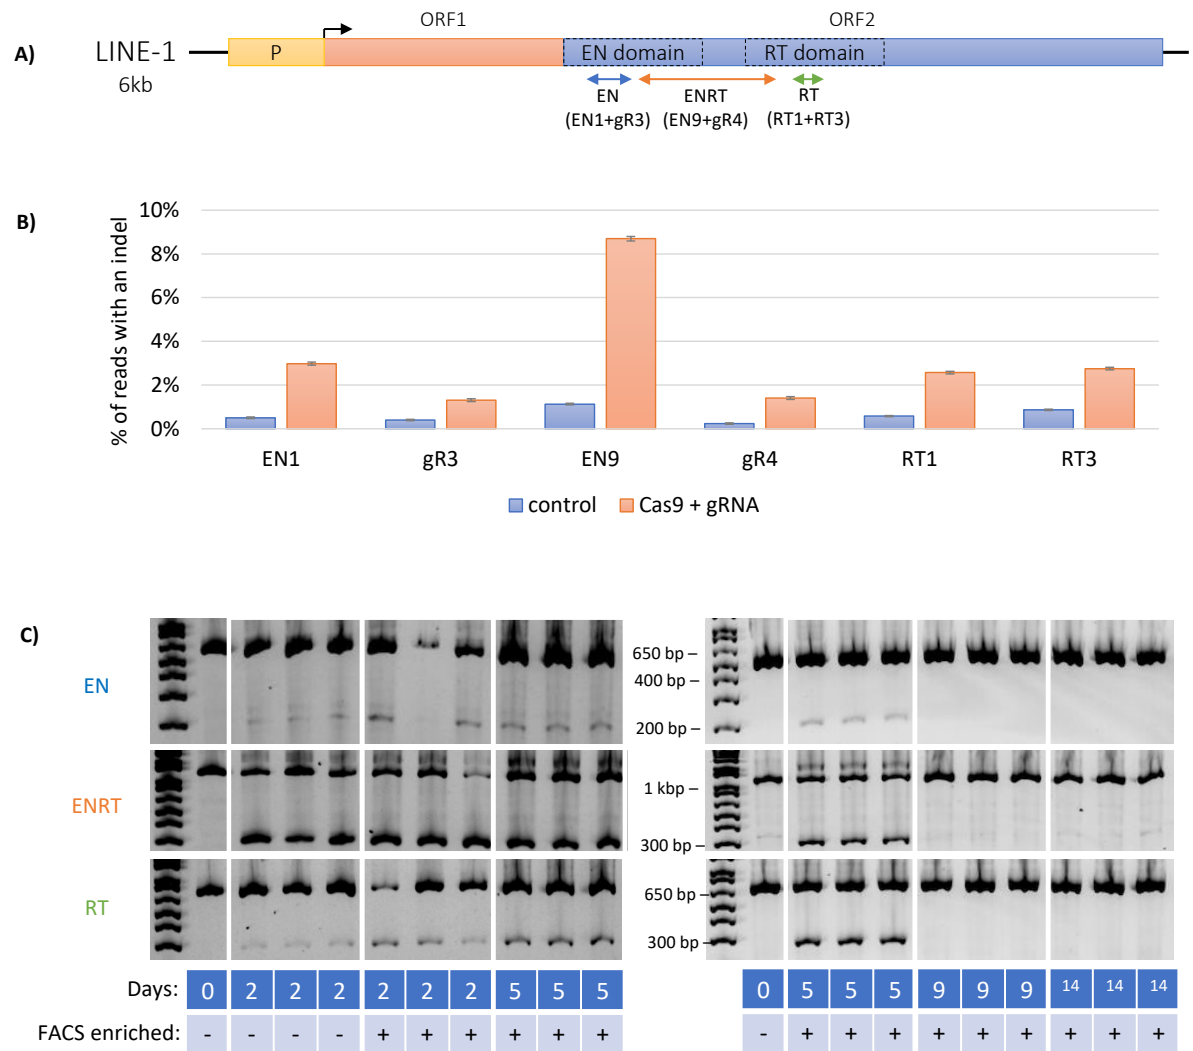 A)
LINE-1
6kb
P
ORF1
ORF2
EN domain
RT domain
EN
(EN1+gR3)
ENRT
(EN9+gR4)
RT
(RT1+RT3)
B)
% of reads with an indel
10%
8%
6%
4%
2%
0%
EN1 gR3 EN9 gR4 RT1 RT3
control Cas9 + gRNA
C)
EN
650 bp –
400 bp –
200 bp –
ENRT
1 kbp –
300 bp –
RT
650 bp –
300 bp –
Days: 0 2 2 2 2 2 2 5 5 5 0 5 5 5 9 9 9 14 14 14
FACS enriched: - - - - + + + + + + - + + + + + + + + +